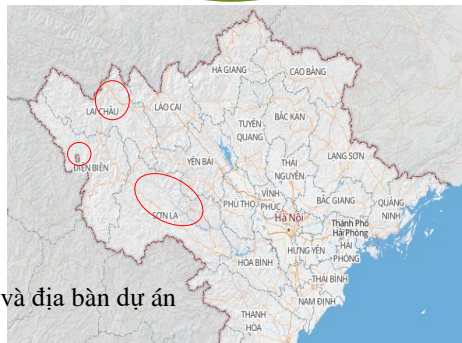 HÀ GIANG
CAO BẰNG
LAI CHÂU
LÀO CAI
BẮC KẠN
TUYÊN
QUANG
LẠNG SƠN
ĐIỆN BIÊN
YÊN BÁI
THÁI
NGUYÊN
VĨNH
PHÚC
PHÚ THỌ
BẮC GIANG
QUẢNG
NINH
SƠN LA
Hà Nội
Thành Phố
Hải Phòng
HẢI
PHÒNG
HƯNG YÊN
HÒA BÌNH
THÁI BÌNH
và địa bàn dự án
NAM ĐỊNH
THANH
HÓA